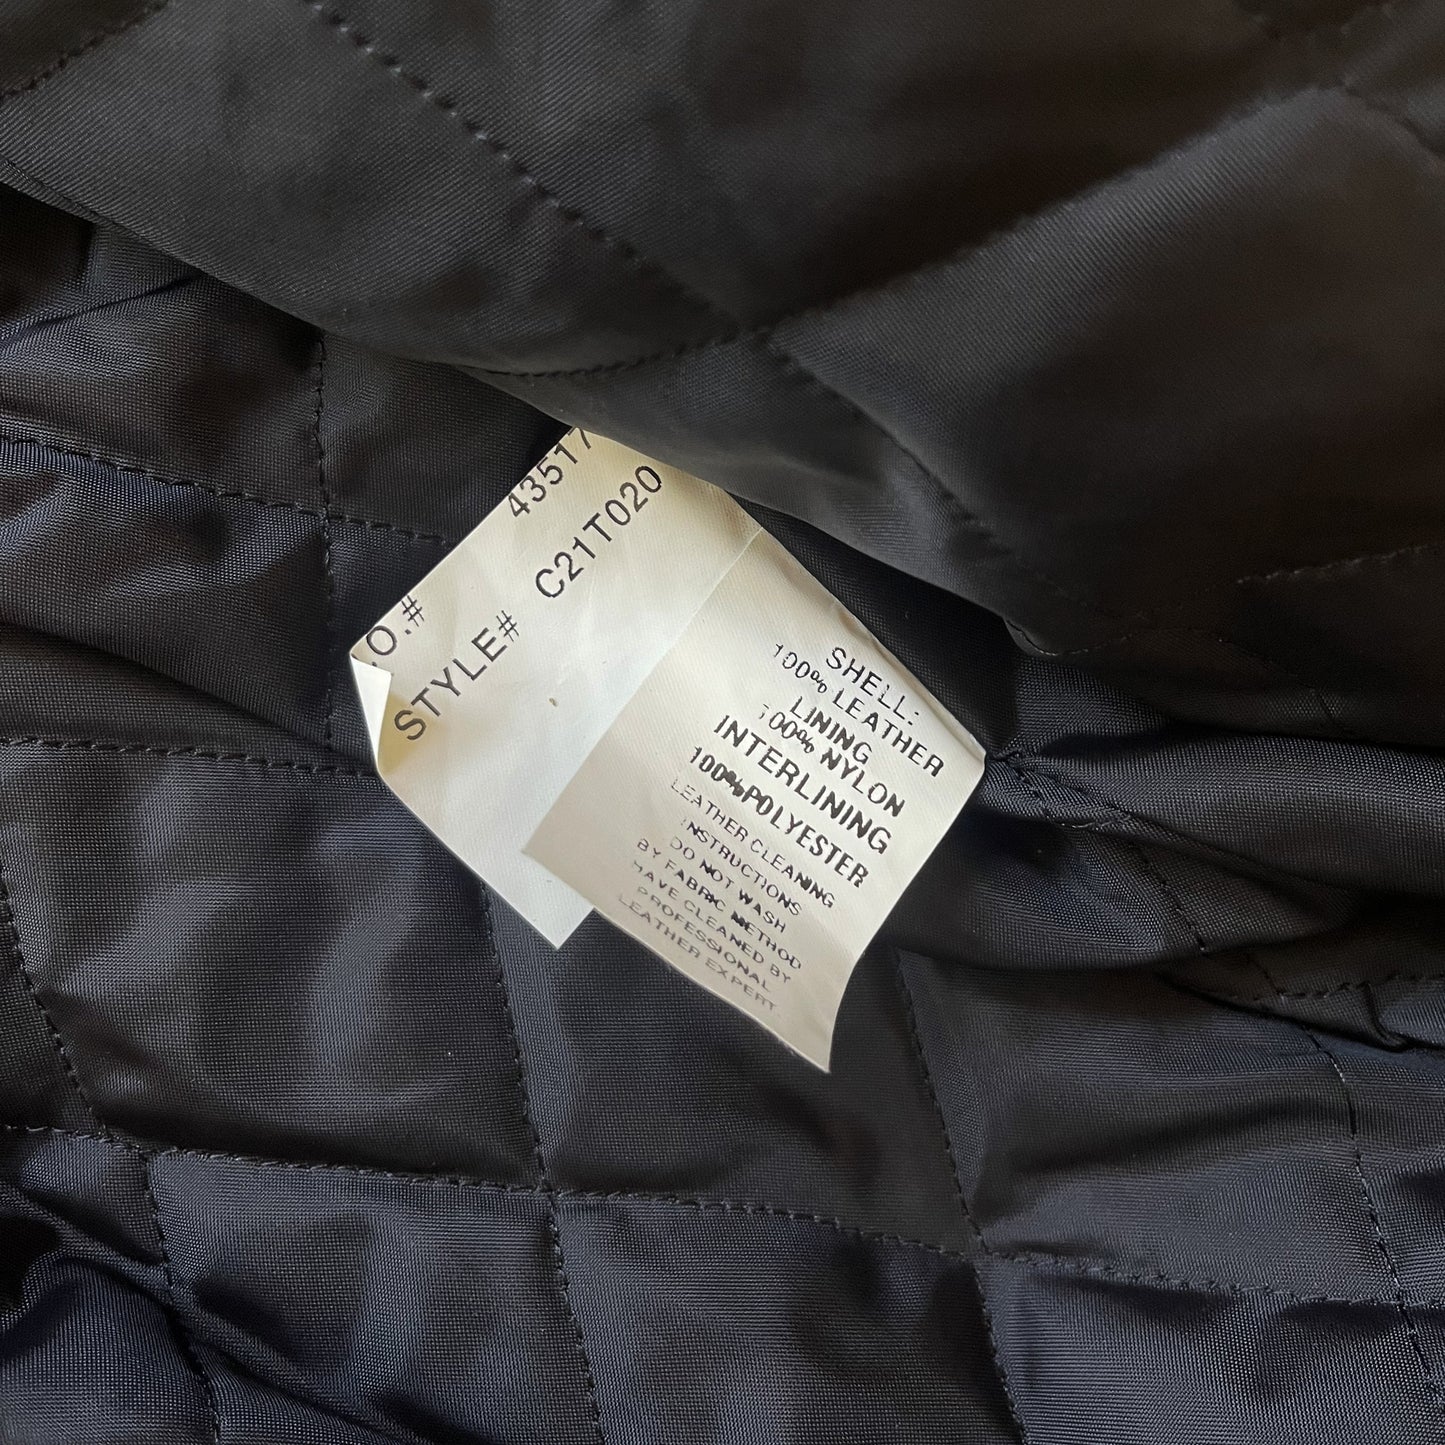 .O.# 43517
STYLE# C21T020
SHELL:
100% LEATHER
LINING
100% NYLON
INTERLINING
100%POLYESTER
LEATHER CLEANING
INSTRUCTIONS
DO NOT WASH
BY FABRIC METHOD
HAVE CLEANED BY
PROFESSIONAL
LEATHER EXPERT